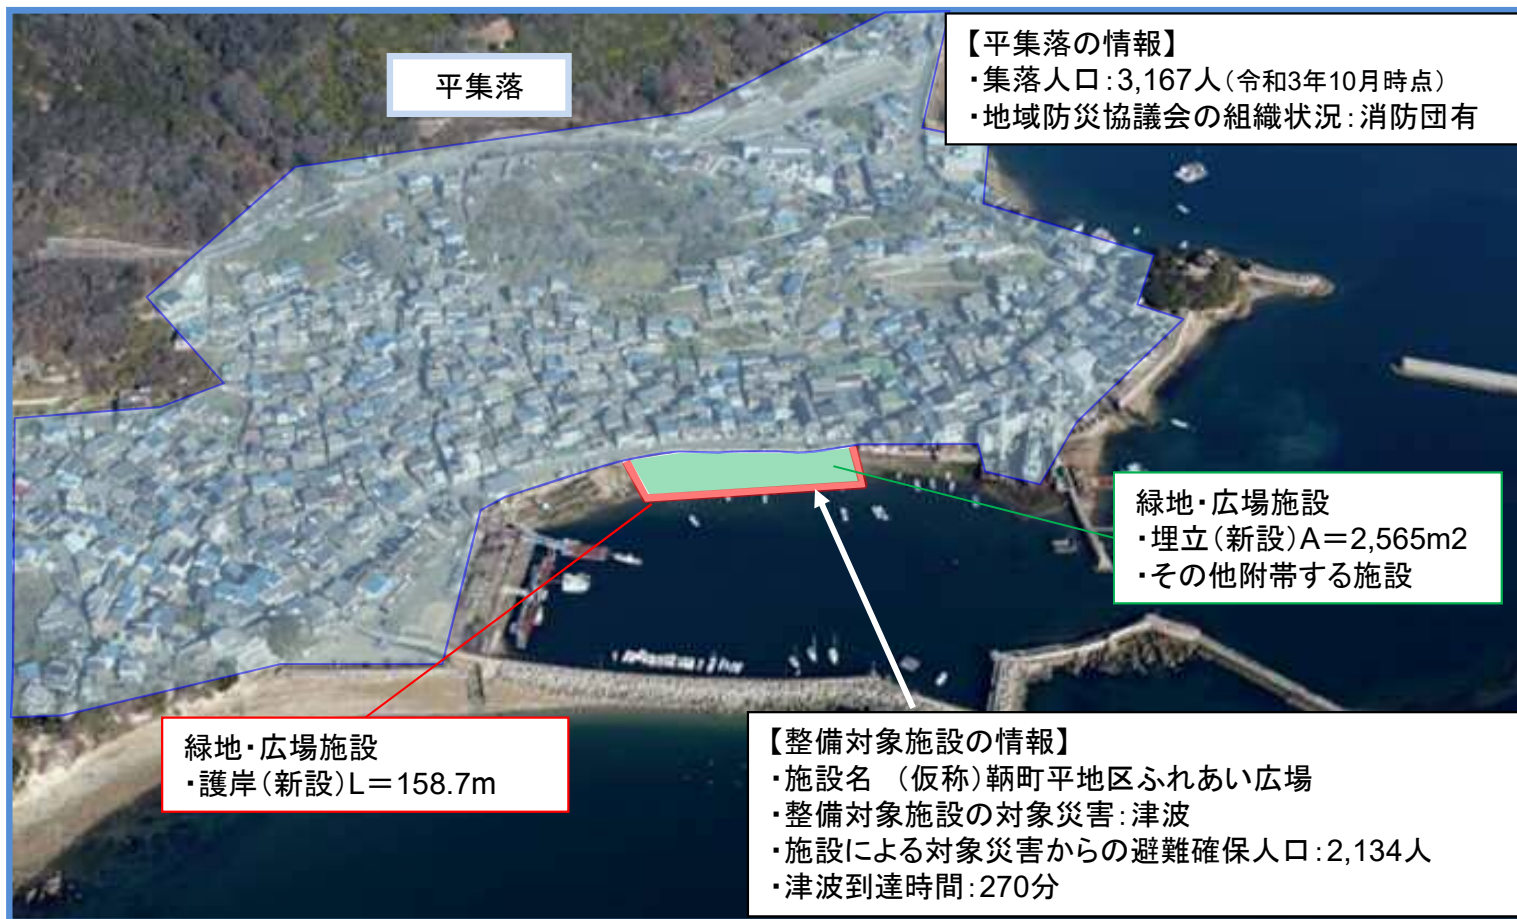 平集落
【平集落の情報】
・集落人口：3,167人（令和3年10月時点）
・地域防災協議会の組織状況：消防団有
緑地・広場施設
・埋立（新設）A＝2,565m2
・その他附帯する施設
緑地・広場施設
・護岸（新設）L＝158.7m
【整備対象施設の情報】
・施設名　（仮称）鞆町平地区ふれあい広場
・整備対象施設の対象災害：津波
・施設による対象災害からの避難確保人口：2,134人
・津波到達時間：270分